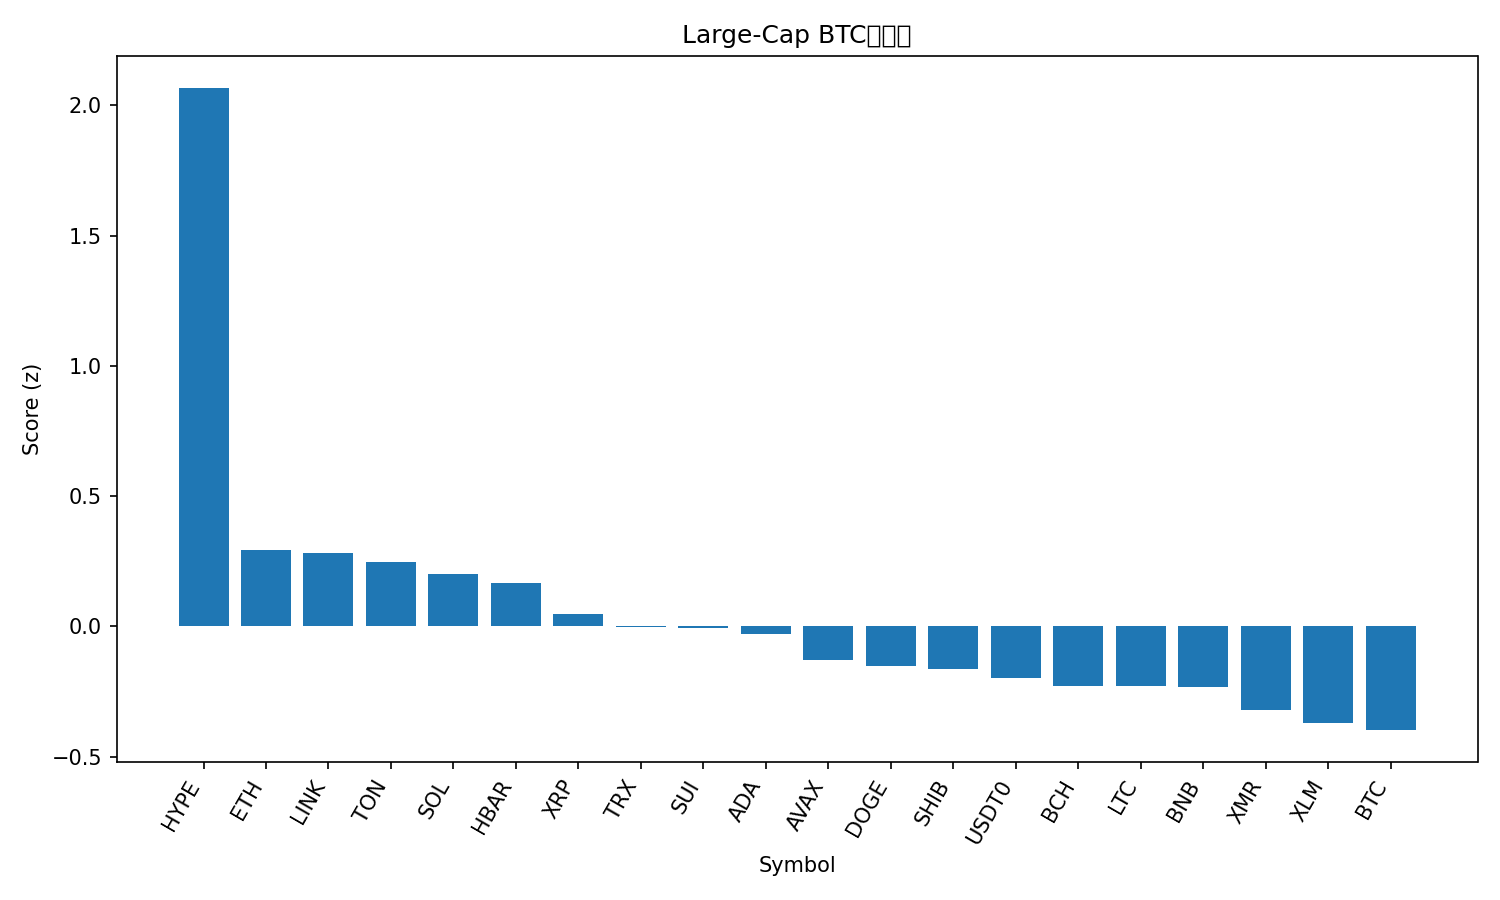 Large-Cap BTC
Score (z)
2.0
1.5
1.0
0.5
0.0
−0.5
HYPE
ETH
LINK
TON
SOL
HBAR
XRP
TRX
SUI
ADA
AVAX
DOGE
SHIB
USDT0
BCH
LTC
BNB
XMR
XLM
BTC
Symbol